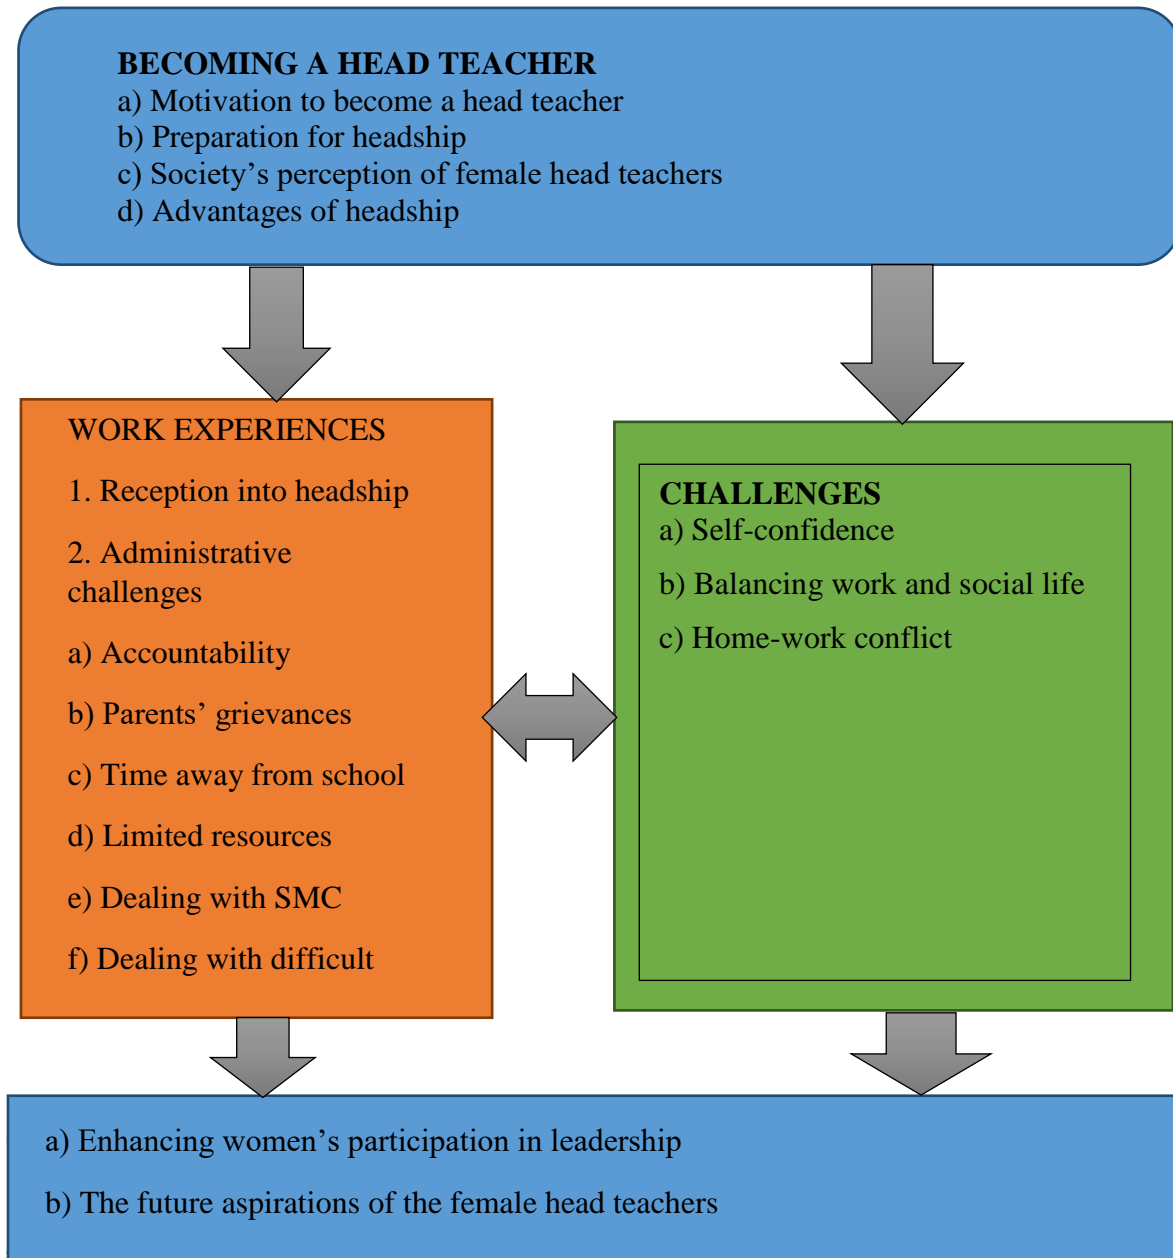 BECOMING A HEAD TEACHER
a) Motivation to become a head teacher
b) Preparation for headship
c) Society’s perception of female head teachers
d) Advantages of headship
WORK EXPERIENCES
1. Reception into headship
2. Administrative
challenges
a) Accountability
b) Parents’ grievances
c) Time away from school
d) Limited resources
e) Dealing with SMC
f) Dealing with difficult
CHALLENGES
a) Self-confidence
b) Balancing work and social life
c) Home-work conflict
a) Enhancing women’s participation in leadership
b) The future aspirations of the female head teachers